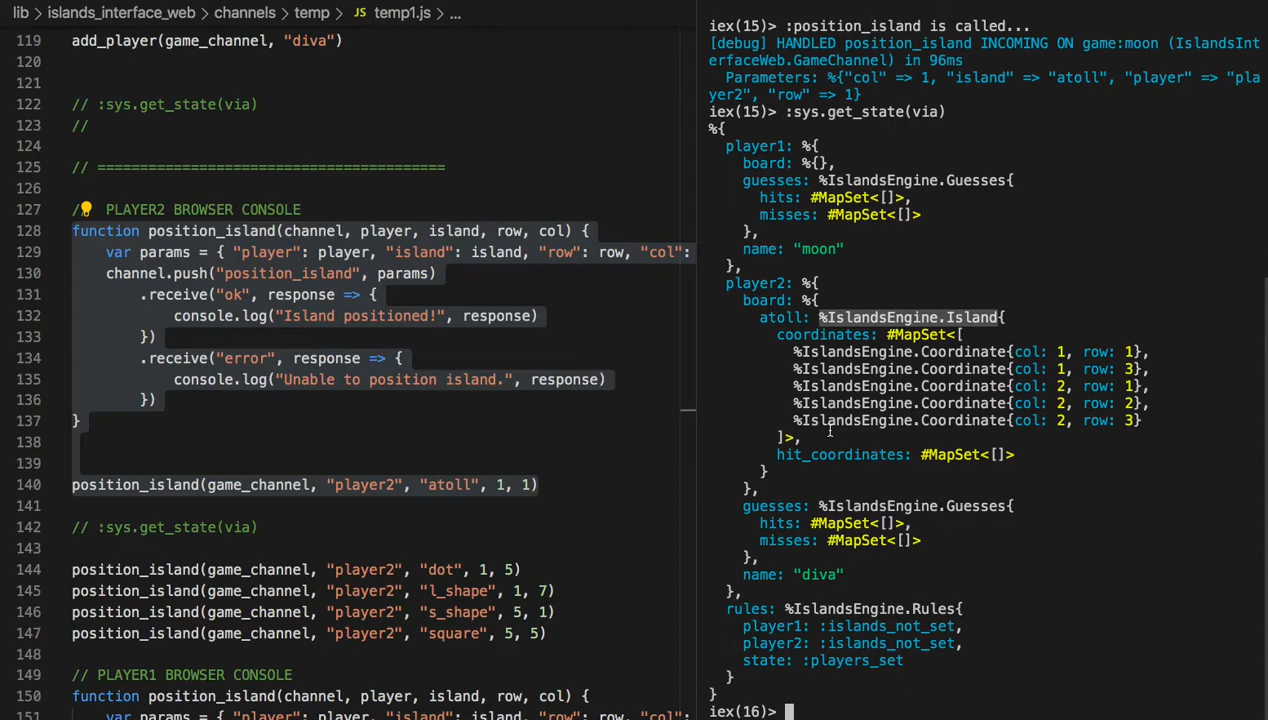 lib › islands_interface_web › channels › temp › JS temp1.js › ...
119 add_player(game_channel, "diva")
120
121
122 // :sys.get_state(via)
123 //
124
125 // =========================================
126
127 // PLAYER2 BROWSER CONSOLE
128 function position_island(channel, player, island, row, col) {
129 var params = { "player": player, "island": island, "row": row, "col":
130 channel.push("position_island", params)
131 .receive("ok", response => {
132 console.log("Island positioned!", response)
133 })
134 .receive("error", response => {
135 console.log("Unable to position island.", response)
136 })
137 }
138
139
140 position_island(game_channel, "player2", "atoll", 1, 1)
141
142 // :sys.get_state(via)
143
144 position_island(game_channel, "player2", "dot", 1, 5)
145 position_island(game_channel, "player2", "l_shape", 1, 7)
146 position_island(game_channel, "player2", "s_shape", 5, 1)
147 position_island(game_channel, "player2", "square", 5, 5)
148
149 // PLAYER1 BROWSER CONSOLE
150 function position_island(channel, player, island, row, col) {
151 var params = { "player": player, "island": island, "row": row, "col":
iex(15)> :position_island is called...
[debug] HANDLED position_island INCOMING ON game:moon (IslandsInt
erfaceWeb.GameChannel) in 96ms
Parameters: %{"col" => 1, "island" => "atoll", "player" => "pla
yer2", "row" => 1}
iex(15)> :sys.get_state(via)
%{
player1: %{
board: %{},
guesses: %IslandsEngine.Guesses{
hits: #MapSet<[]>,
misses: #MapSet<[]>
},
name: "moon"
},
player2: %{
board: %{
atoll: %IslandsEngine.Island{
coordinates: #MapSet<[
%IslandsEngine.Coordinate{col: 1, row: 1},
%IslandsEngine.Coordinate{col: 1, row: 3},
%IslandsEngine.Coordinate{col: 2, row: 1},
%IslandsEngine.Coordinate{col: 2, row: 2},
%IslandsEngine.Coordinate{col: 2, row: 3}
]>,
hit_coordinates: #MapSet<[]>
}
},
guesses: %IslandsEngine.Guesses{
hits: #MapSet<[]>,
misses: #MapSet<[]>
},
name: "diva"
},
rules: %IslandsEngine.Rules{
player1: :islands_not_set,
player2: :islands_not_set,
state: :players_set
}
}
iex(16)>